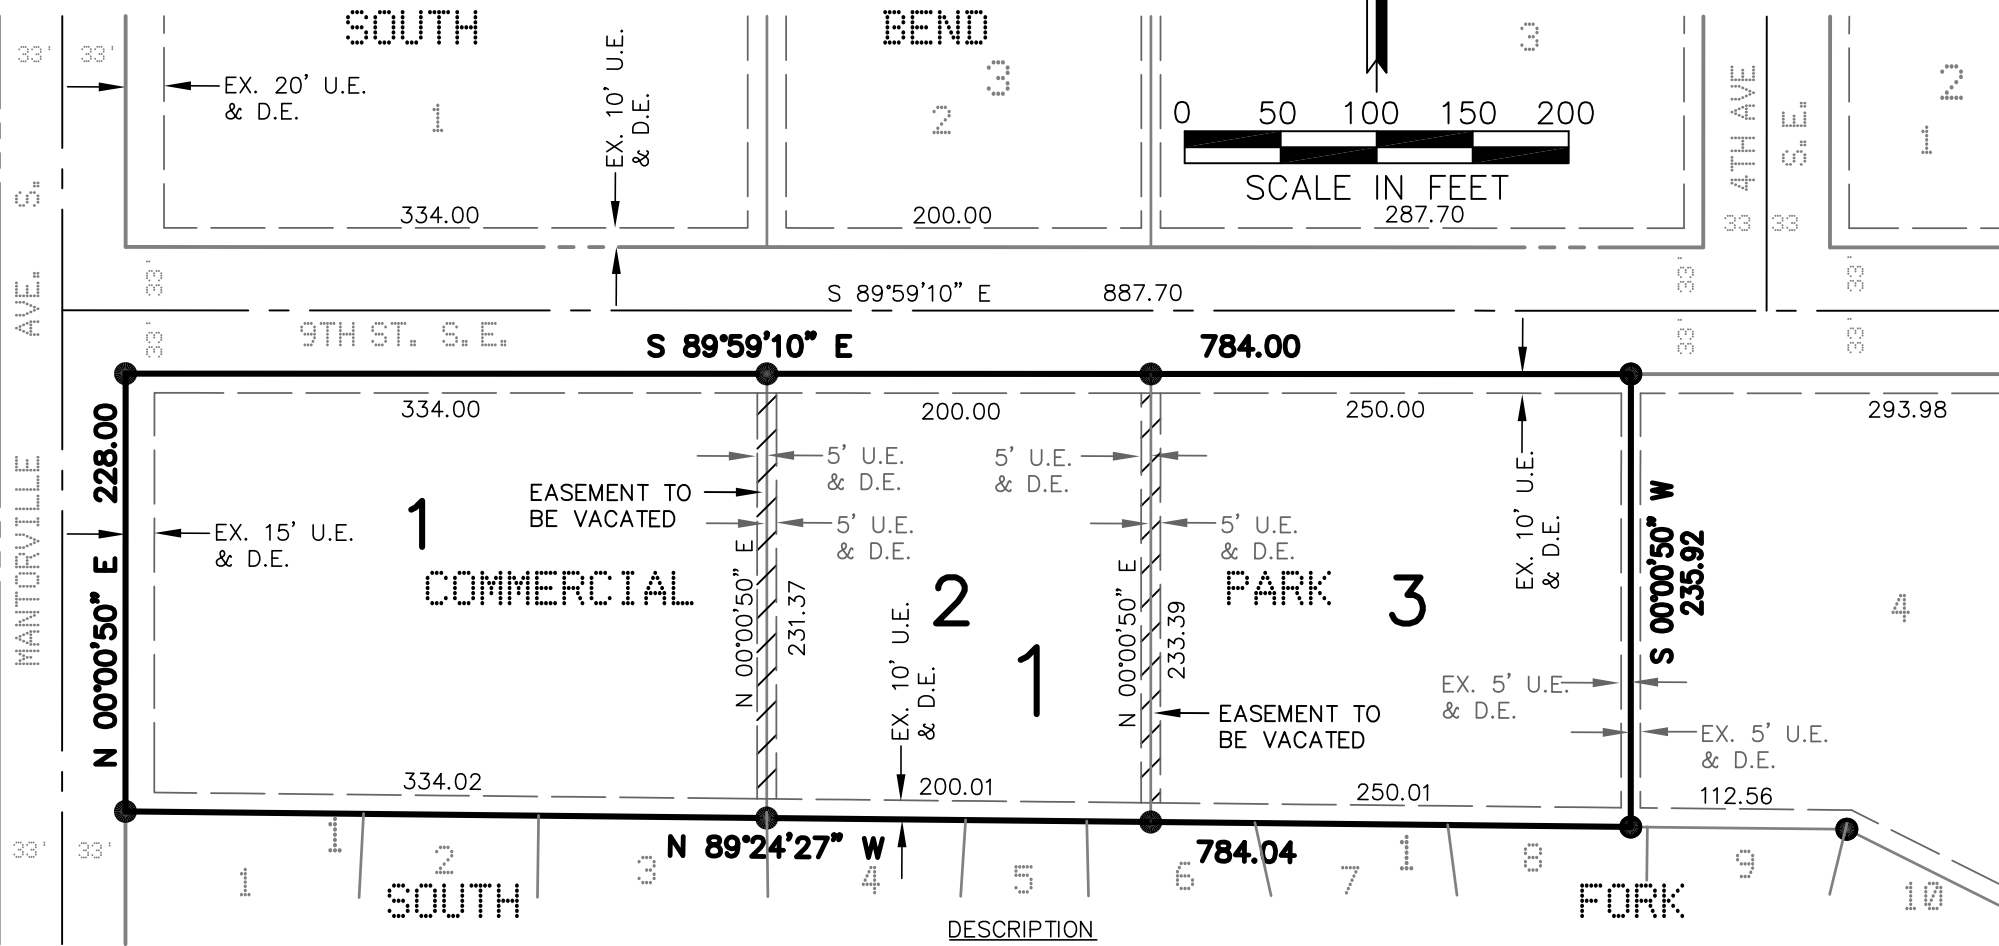 SOUTH
BEND
3
33'
33'
EX. 20' U.E.
& D.E.
1
EX. 10' U.E.
& D.E.
3
2
0 50 100 150 200
SCALE IN FEET
4TH AVE
S.E.
2
1
334.00
200.00
287.70
33
33
33'
33'
33'
S 89°59'10" E
887.70
9TH ST. S.E.
33'
33'
33'
S 89°59'10" E
784.00
MANTORVILLE AVE. S.
334.00
200.00
250.00
293.98
N 00°00'50" E 228.00
5' U.E.
& D.E.
5' U.E.
& D.E.
EASEMENT TO
BE VACATED
1
EX. 15' U.E.
& D.E.
5' U.E.
& D.E.
5' U.E.
& D.E.
EX. 10' U.E.
& D.E.
S 00°00'50" W
235.92
COMMERCIAL
N 00°00'50" E
231.37
2
EX. 10' U.E.
& D.E.
1
N 00°00'50" E
233.39
PARK
3
4
EX. 5' U.E.
& D.E.
EASEMENT TO
BE VACATED
EX. 5' U.E.
& D.E.
334.02
200.01
250.01
112.56
33'
33'
N 89°24'27" W
784.04
1
1
2
3
4
5
6
7
1
8
9
10
SOUTH
FORK
DESCRIPTION